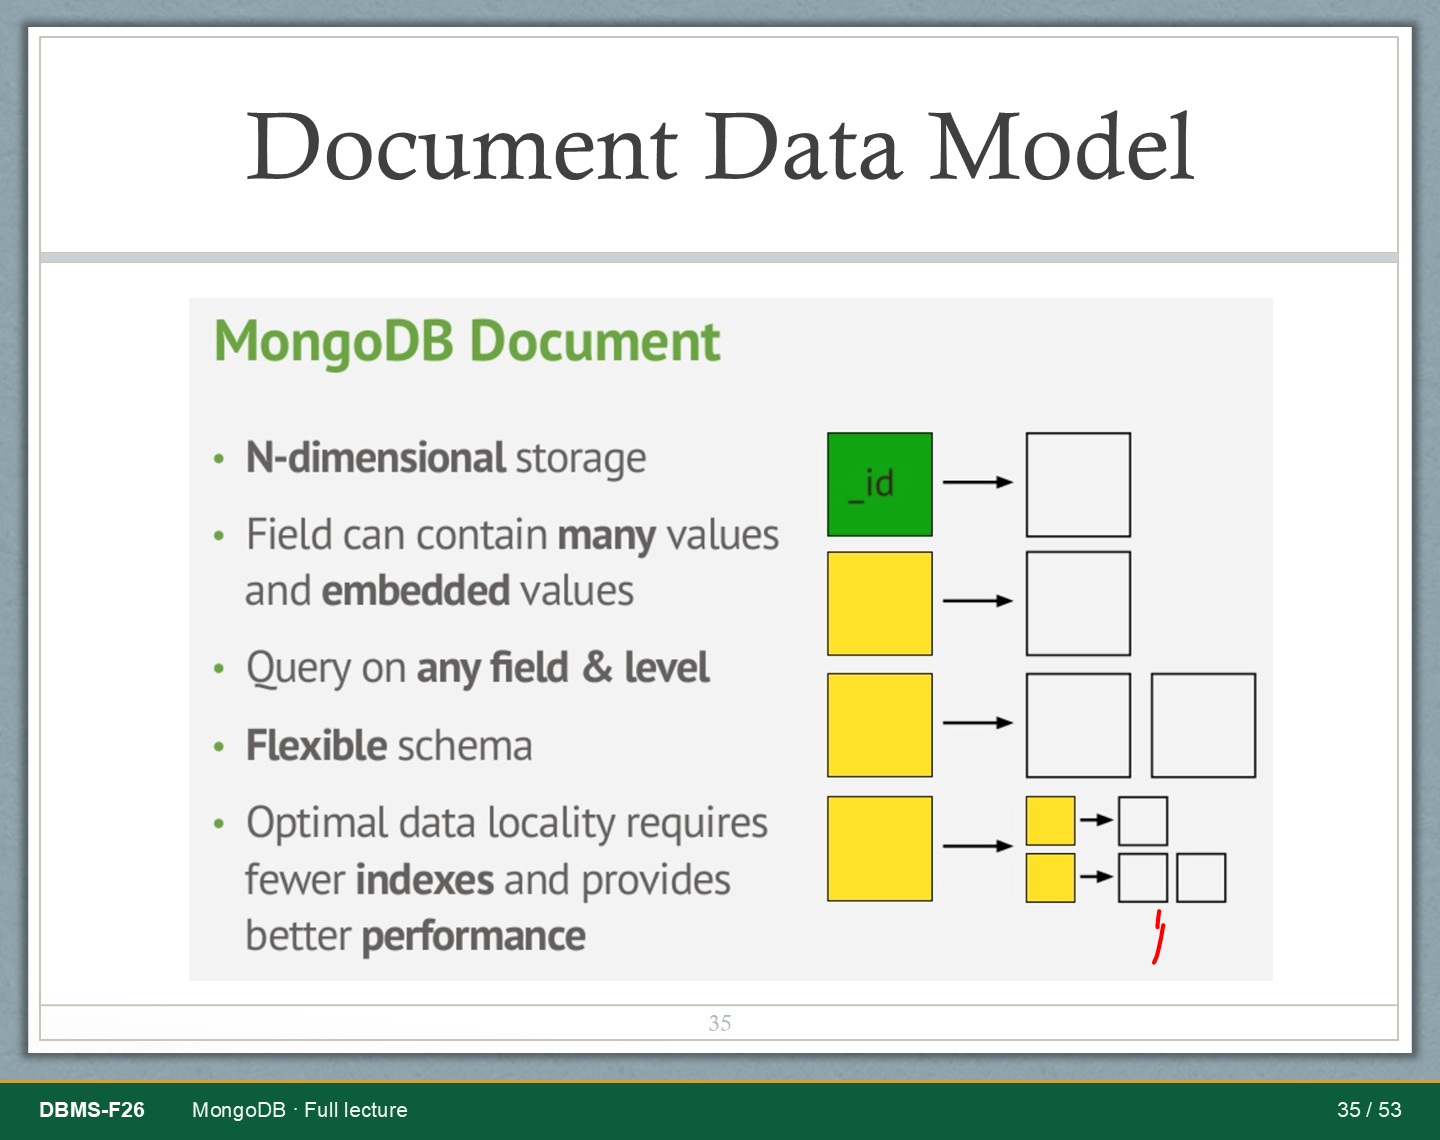 Document Data Model
MongoDB Document
• N-dimensional storage
• Field can contain many values
and embedded values
• Query on any field & level
• Flexible schema
• Optimal data locality requires
fewer indexes and provides
better performance
_id
35
DBMS-F26 MongoDB · Full lecture 35 / 53